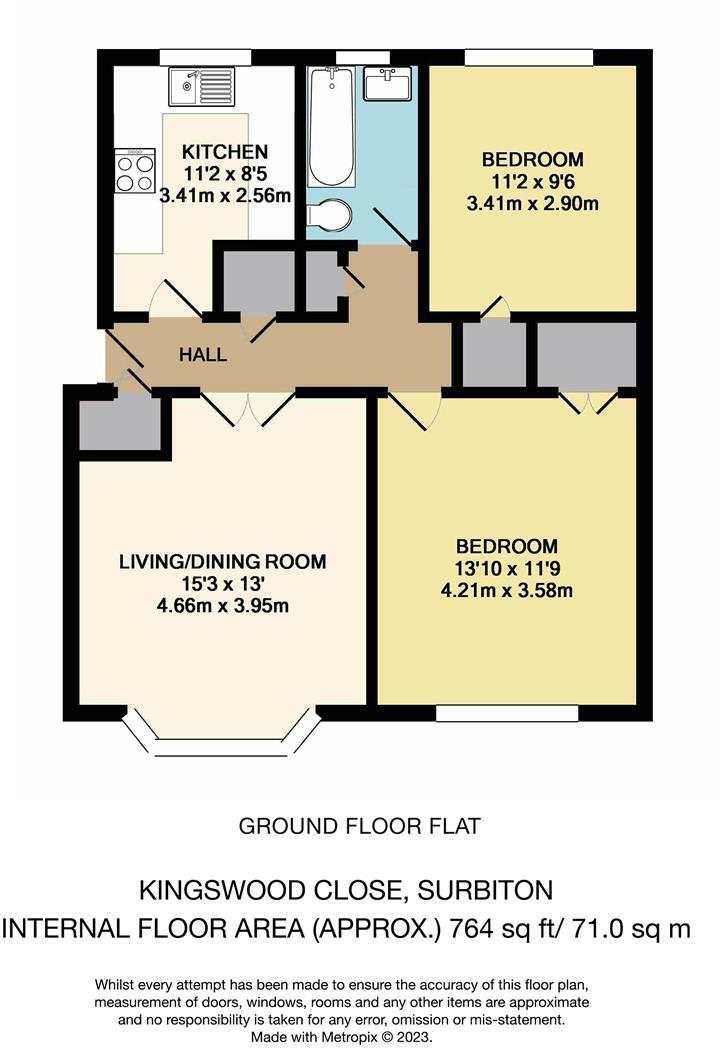 KITCHEN
11'2 x 8'5
3.41m x 2.56m
BEDROOM
11'2 x 9'6
3.41m x 2.90m
HALL
LIVING/DINING ROOM
15'3 x 13'
4.66m x 3.95m
BEDROOM
13'10 x 11'9
4.21m x 3.58m
GROUND FLOOR FLAT
KINGSWOOD CLOSE, SURBITON
INTERNAL FLOOR AREA (APPROX.) 764 sq ft/ 71.0 sq m
Whilst every attempt has been made to ensure the accuracy of this floor plan,
measurement of doors, windows, rooms and any other items are approximate
and no responsibility is taken for any error, omission or mis-statement.
Made with Metropix © 2023.